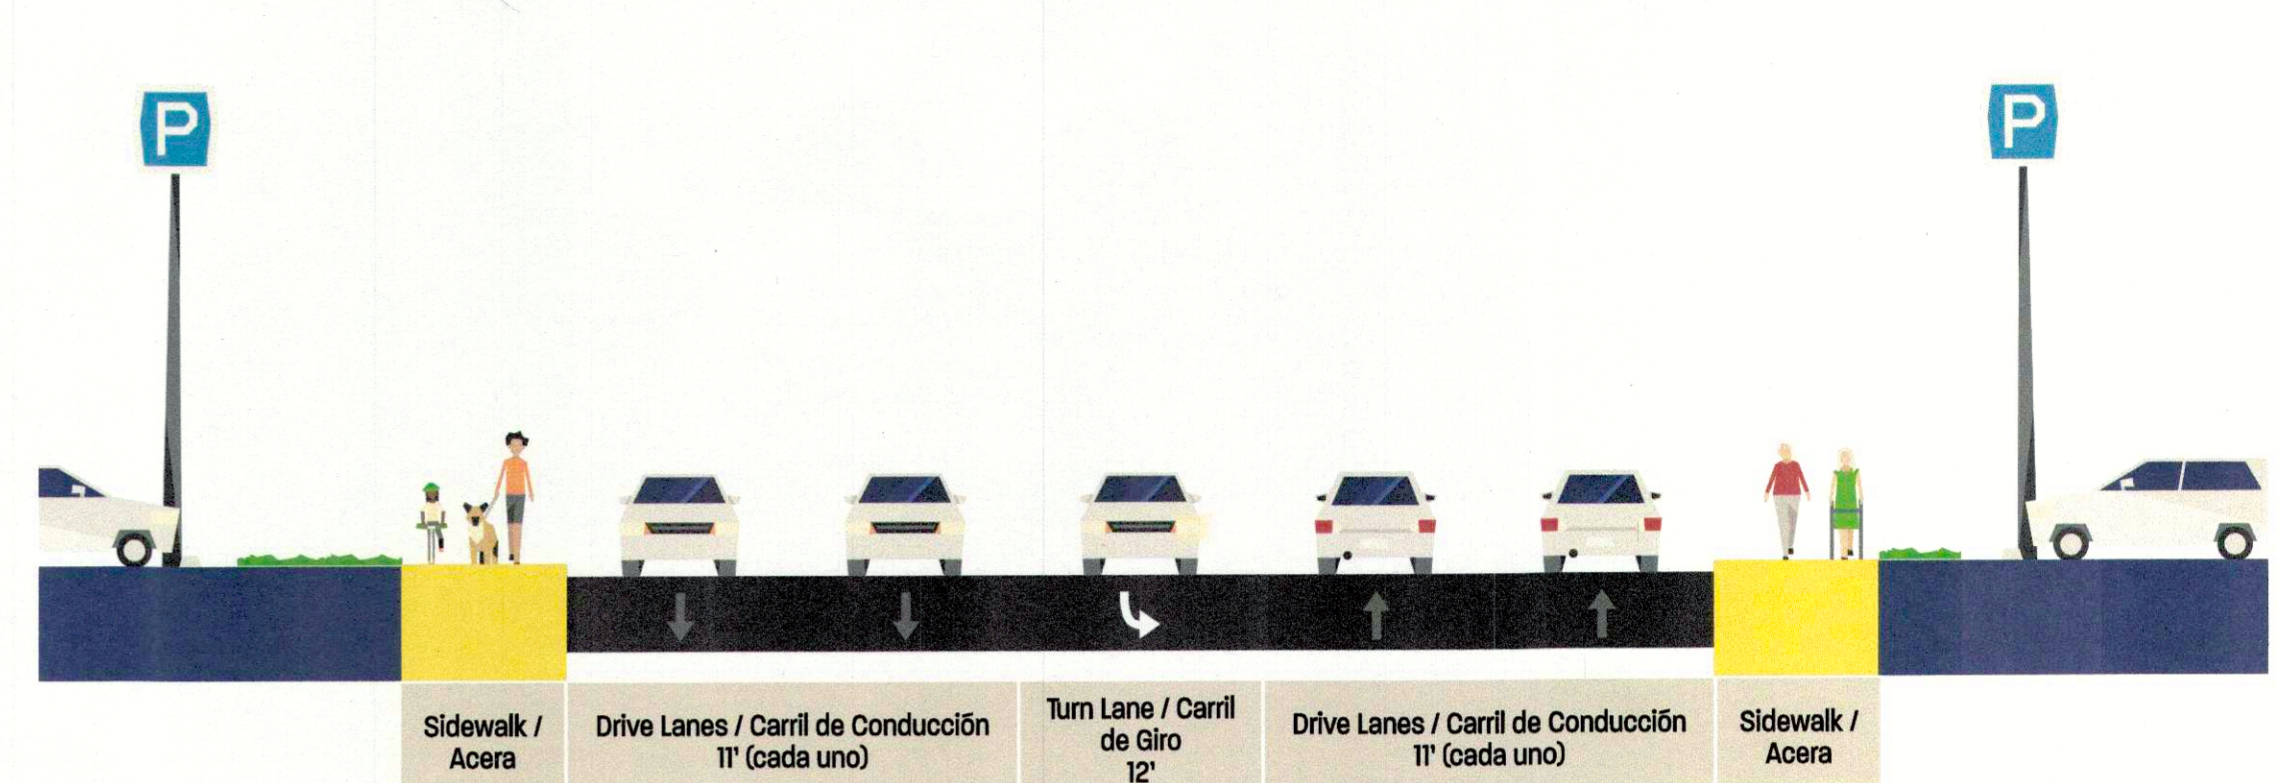 P
P
Sidewalk /
Acera
Drive Lanes / Carril de Conducción
11' (cada uno)
Turn Lane / Carril
de Giro
12'
Drive Lanes / Carril de Conducción
11' (cada uno)
Sidewalk /
Acera